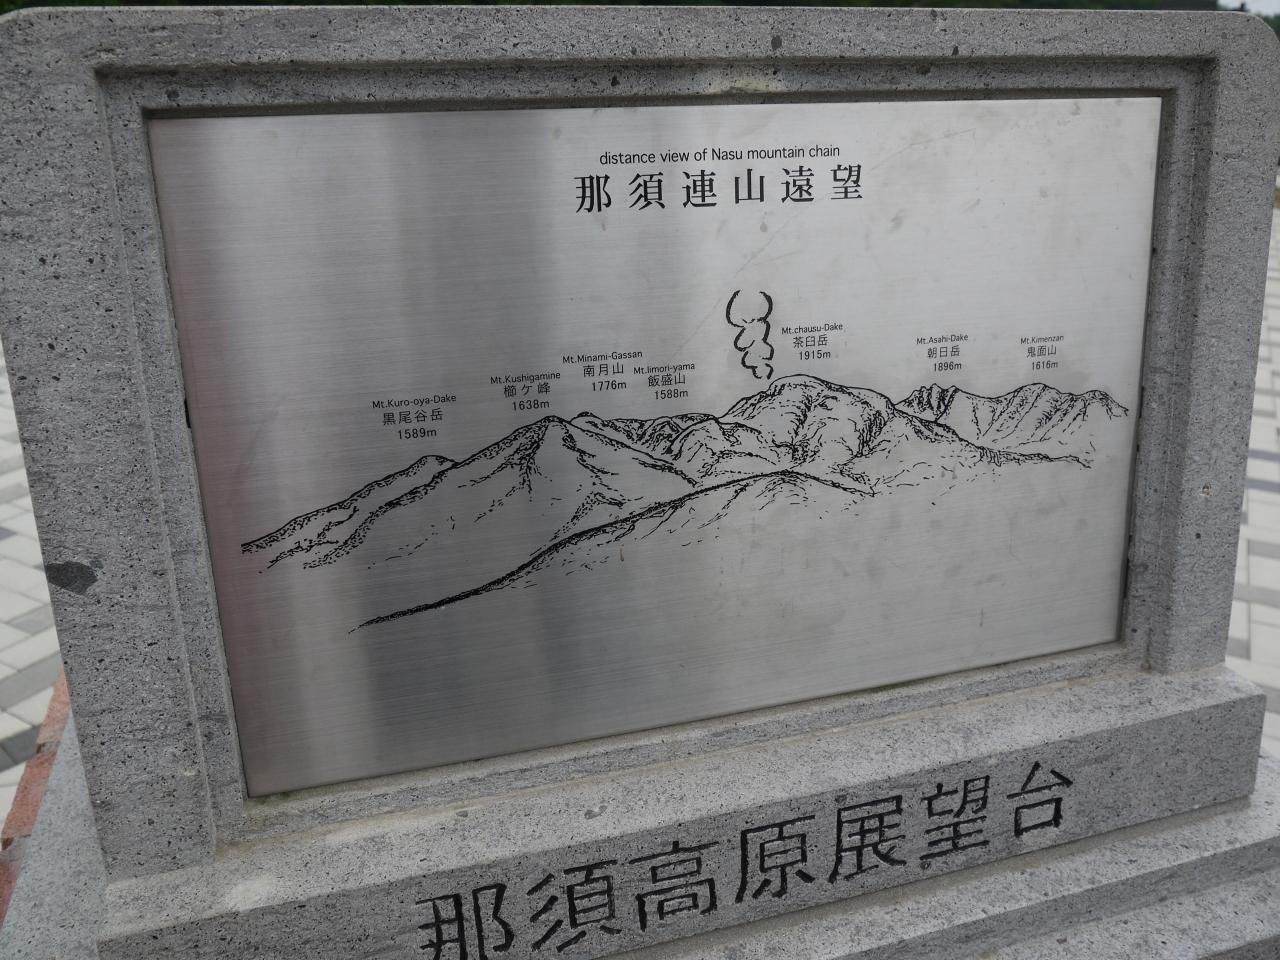 distance view of Nasu mountain chain
那須連山遠望
Mt.Kuro-oya-Dake
黒尾谷岳
1589m
Mt.Kushigamine
櫛ケ峰
1638m
Mt.Minami-Gassan
南月山
1776m
Mt.Iimori-yama
飯盛山
1588m
Mt.chausu-Dake
茶臼岳
1915m
Mt.Asahi-Dake
朝日岳
1896m
Mt.Kimenzan
鬼面山
1616m
那須高原展望台